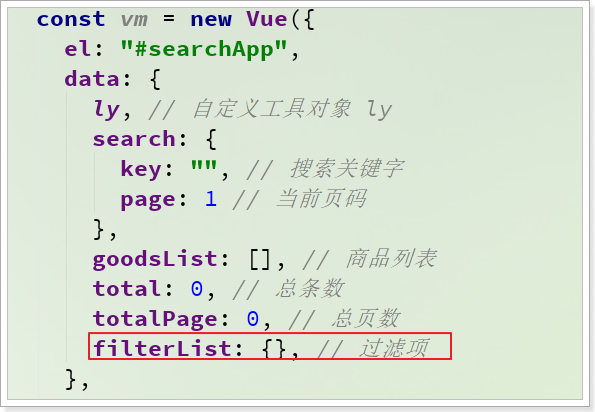 const vm = new Vue({
el: "#searchApp",
data: {
ly, // 自定义工具对象 ly
search: {
key: "", // 搜索关键字
page: 1 // 当前页码
},
goodsList: [], // 商品列表
total: 0, // 总条数
totalPage: 0, // 总页数
filterList: {}, // 过滤项
},